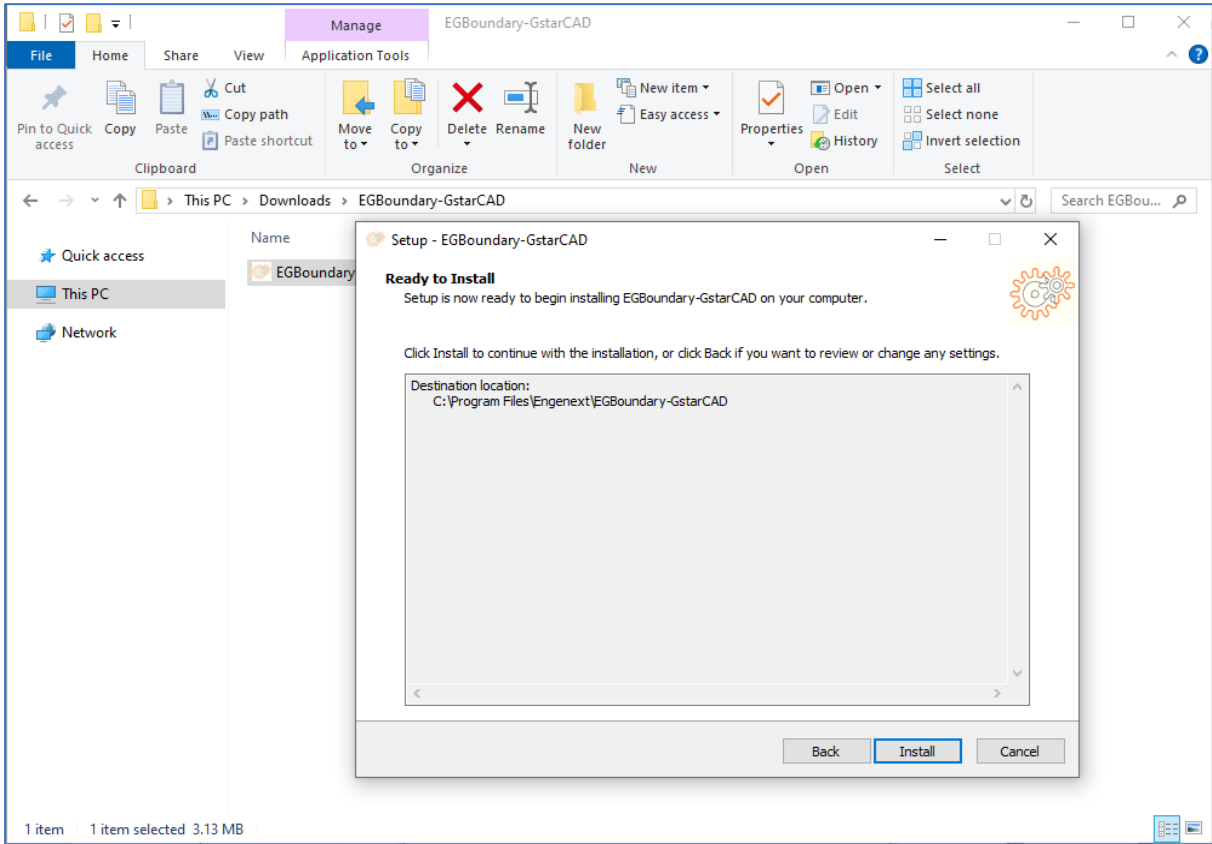 Manage
EGBoundary-GstarCAD
File
Home
Share
View
Application Tools
Pin to Quick access
Copy
Paste
Cut
Copy path
Paste shortcut
Clipboard
Move to
Copy to
Delete
Rename
Organize
New folder
New item
Easy access
New
Properties
Open
Edit
History
Open
Select all
Select none
Invert selection
Select
This PC > Downloads > EGBoundary-GstarCAD
Search EGBou...
Quick access
This PC
Network
Name
EGBoundary
Setup - EGBoundary-GstarCAD
Ready to Install
Setup is now ready to begin installing EGBoundary-GstarCAD on your computer.
Click Install to continue with the installation, or click Back if you want to review or change any settings.
Destination location:
C:\Program Files\Engenext\EGBoundary-GstarCAD
Back
Install
Cancel
1 item
1 item selected 3.13 MB